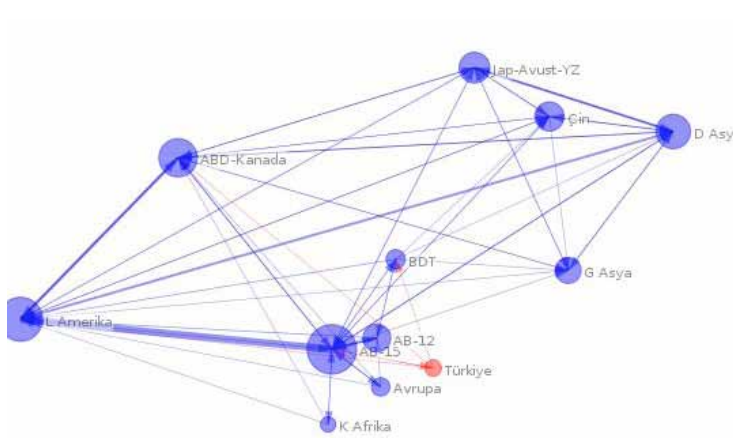 Jap-Avust-YZ
Çin
D Asy
ABD-Kanada
BDT
G Asya
L Amerika
AB-12
AB-15
Türkiye
Avrupa
K Afrika